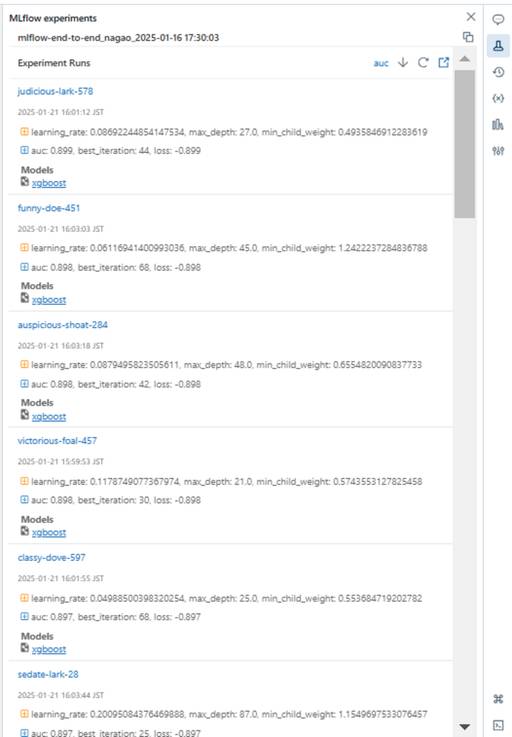 MLflow experiments
mlflow-end-to-end_nagao_2025-01-16 17:30:03
Experiment Runs
auc
judicious-lark-578
2025-01-21 16:01:12 JST
learning_rate: 0.08692244854147534, max_depth: 27.0, min_child_weight: 0.4935846912283619
auc: 0.899, best_iteration: 44, loss: -0.899
Models
xgboost
funny-doe-451
2025-01-21 16:03:03 JST
learning_rate: 0.06116941400993036, max_depth: 45.0, min_child_weight: 1.2422237284836788
auc: 0.898, best_iteration: 68, loss: -0.898
Models
xgboost
auspicious-shoat-284
2025-01-21 16:03:18 JST
learning_rate: 0.0879495823505611, max_depth: 48.0, min_child_weight: 0.6554820090837733
auc: 0.898, best_iteration: 42, loss: -0.898
Models
xgboost
victorious-foal-457
2025-01-21 15:59:53 JST
learning_rate: 0.1178749077367974, max_depth: 21.0, min_child_weight: 0.5743553127825458
auc: 0.898, best_iteration: 30, loss: -0.898
Models
xgboost
classy-dove-597
2025-01-21 16:01:55 JST
learning_rate: 0.04988500398320254, max_depth: 25.0, min_child_weight: 0.553684719202782
auc: 0.897, best_iteration: 68, loss: -0.897
Models
xgboost
sedate-lark-28
2025-01-21 16:03:44 JST
learning_rate: 0.20095084376469888, max_depth: 87.0, min_child_weight: 1.1549697533076457
auc: 0.897, best_iteration: 25, loss: -0.897